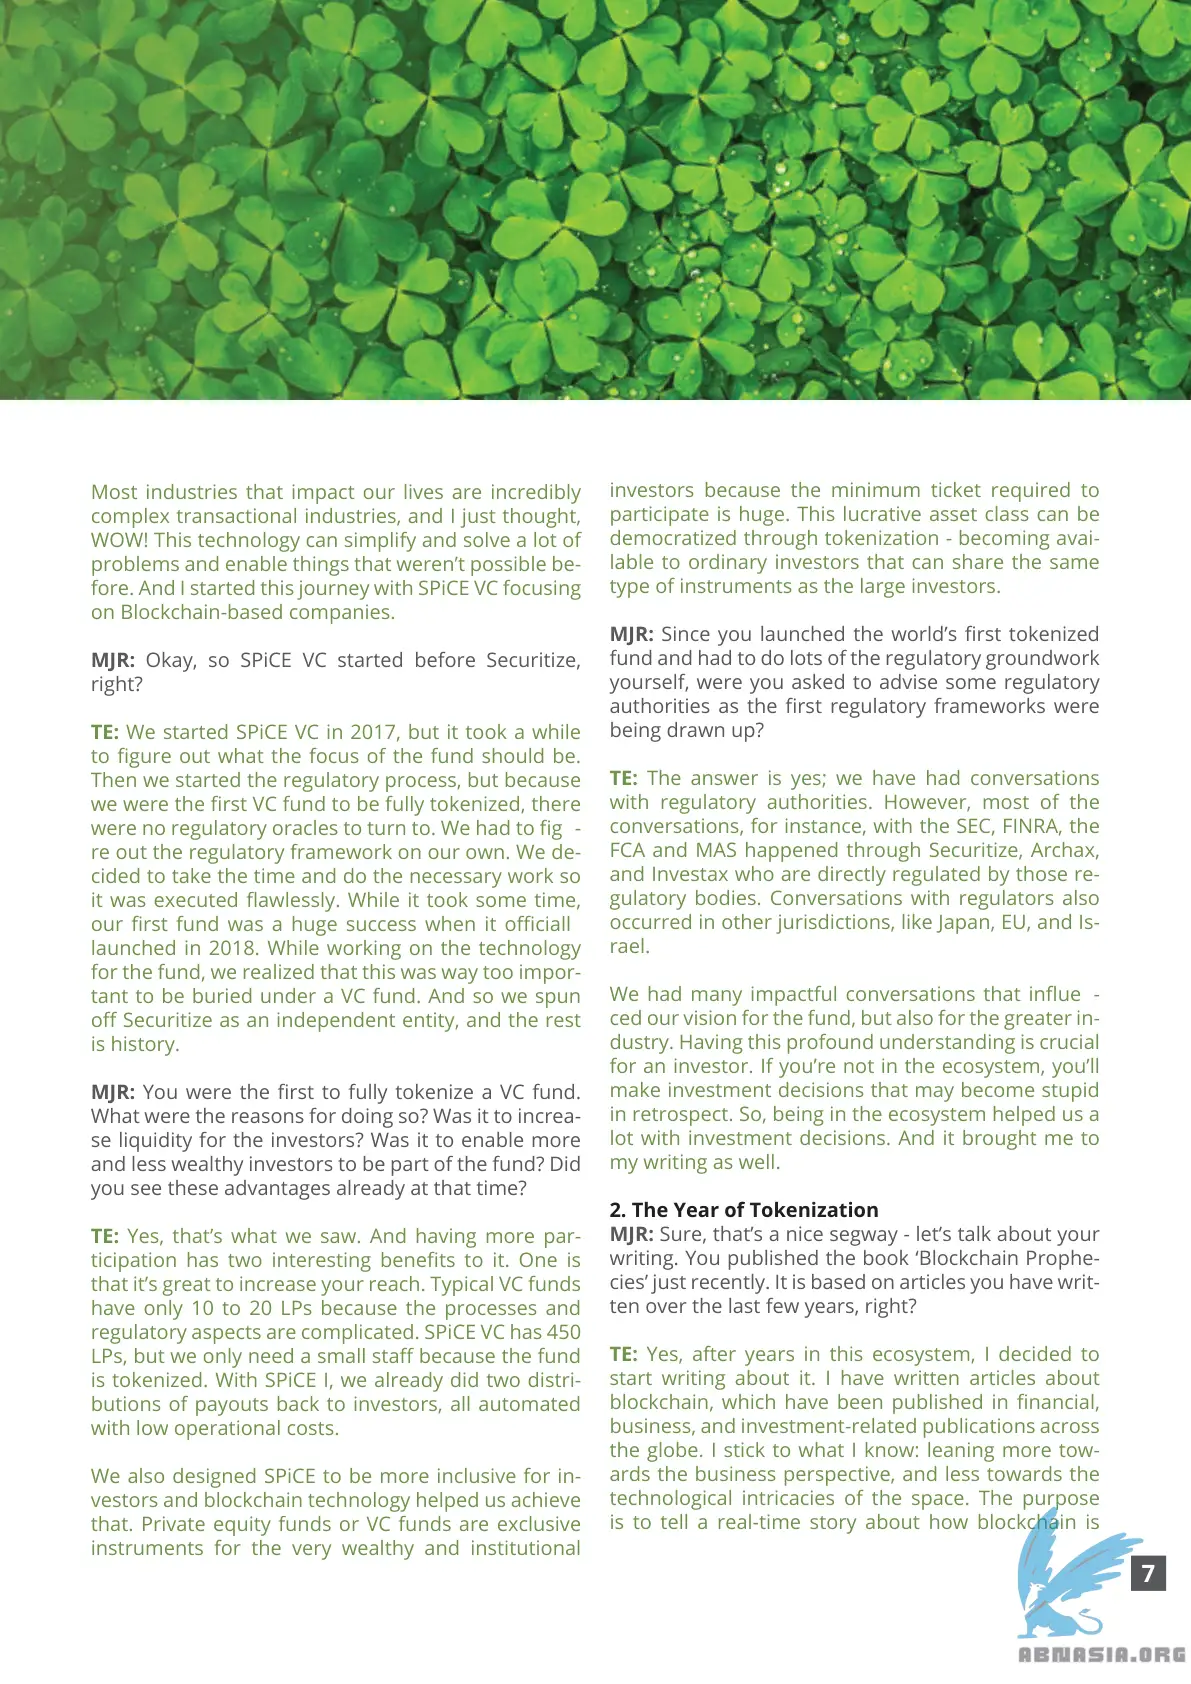 Most industries that impact our lives are incredibly
complex transactional industries, and I just thought,
WOW! This technology can simplify and solve a lot of
problems and enable things that weren’t possible be-
fore. And I started this journey with SPiCE VC focusing
on Blockchain-based companies.
MJR: Okay, so SPiCE VC started before Securitize,
right?
TE: We started SPiCE VC in 2017, but it took a while
to figure out what the focus of the fund should be.
Then we started the regulatory process, but because
we were the first VC fund to be fully tokenized, there
were no regulatory oracles to turn to. We had to fig -
re out the regulatory framework on our own. We de-
cided to take the time and do the necessary work so
it was executed flawlessly. While it took some time,
our first fund was a huge success when it officiall
launched in 2018. While working on the technology
for the fund, we realized that this was way too impor-
tant to be buried under a VC fund. And so we spun
off Securitize as an independent entity, and the rest
is history.
MJR: You were the first to fully tokenize a VC fund.
What were the reasons for doing so? Was it to increa-
se liquidity for the investors? Was it to enable more
and less wealthy investors to be part of the fund? Did
you see these advantages already at that time?
TE: Yes, that’s what we saw. And having more par-
ticipation has two interesting benefits to it. One is
that it’s great to increase your reach. Typical VC funds
have only 10 to 20 LPs because the processes and
regulatory aspects are complicated. SPiCE VC has 450
LPs, but we only need a small staff because the fund
is tokenized. With SPiCE I, we already did two distri-
butions of payouts back to investors, all automated
with low operational costs.
We also designed SPiCE to be more inclusive for in-
vestors and blockchain technology helped us achieve
that. Private equity funds or VC funds are exclusive
instruments for the very wealthy and institutional
investors because the minimum ticket required to
participate is huge. This lucrative asset class can be
democratized through tokenization - becoming avai-
lable to ordinary investors that can share the same
type of instruments as the large investors.
MJR: Since you launched the world’s first tokenized
fund and had to do lots of the regulatory groundwork
yourself, were you asked to advise some regulatory
authorities as the first regulatory frameworks were
being drawn up?
TE: The answer is yes; we have had conversations
with regulatory authorities. However, most of the
conversations, for instance, with the SEC, FINRA, the
FCA and MAS happened through Securitize, Archax,
and Investax who are directly regulated by those re-
gulatory bodies. Conversations with regulators also
occurred in other jurisdictions, like Japan, EU, and Is-
rael.
We had many impactful conversations that influe -
ced our vision for the fund, but also for the greater in-
dustry. Having this profound understanding is crucial
for an investor. If you’re not in the ecosystem, you’ll
make investment decisions that may become stupid
in retrospect. So, being in the ecosystem helped us a
lot with investment decisions. And it brought me to
my writing as well.
2. The Year of Tokenization
MJR: Sure, that’s a nice segway - let’s talk about your
writing. You published the book ‘Blockchain Prophe-
cies’ just recently. It is based on articles you have writ-
ten over the last few years, right?
TE: Yes, after years in this ecosystem, I decided to
start writing about it. I have written articles about
blockchain, which have been published in financial,
business, and investment-related publications across
the globe. I stick to what I know: leaning more tow-
ards the business perspective, and less towards the
technological intricacies of the space. The purpose
is to tell a real-time story about how blockchain is
7
ABNASIA.ORG